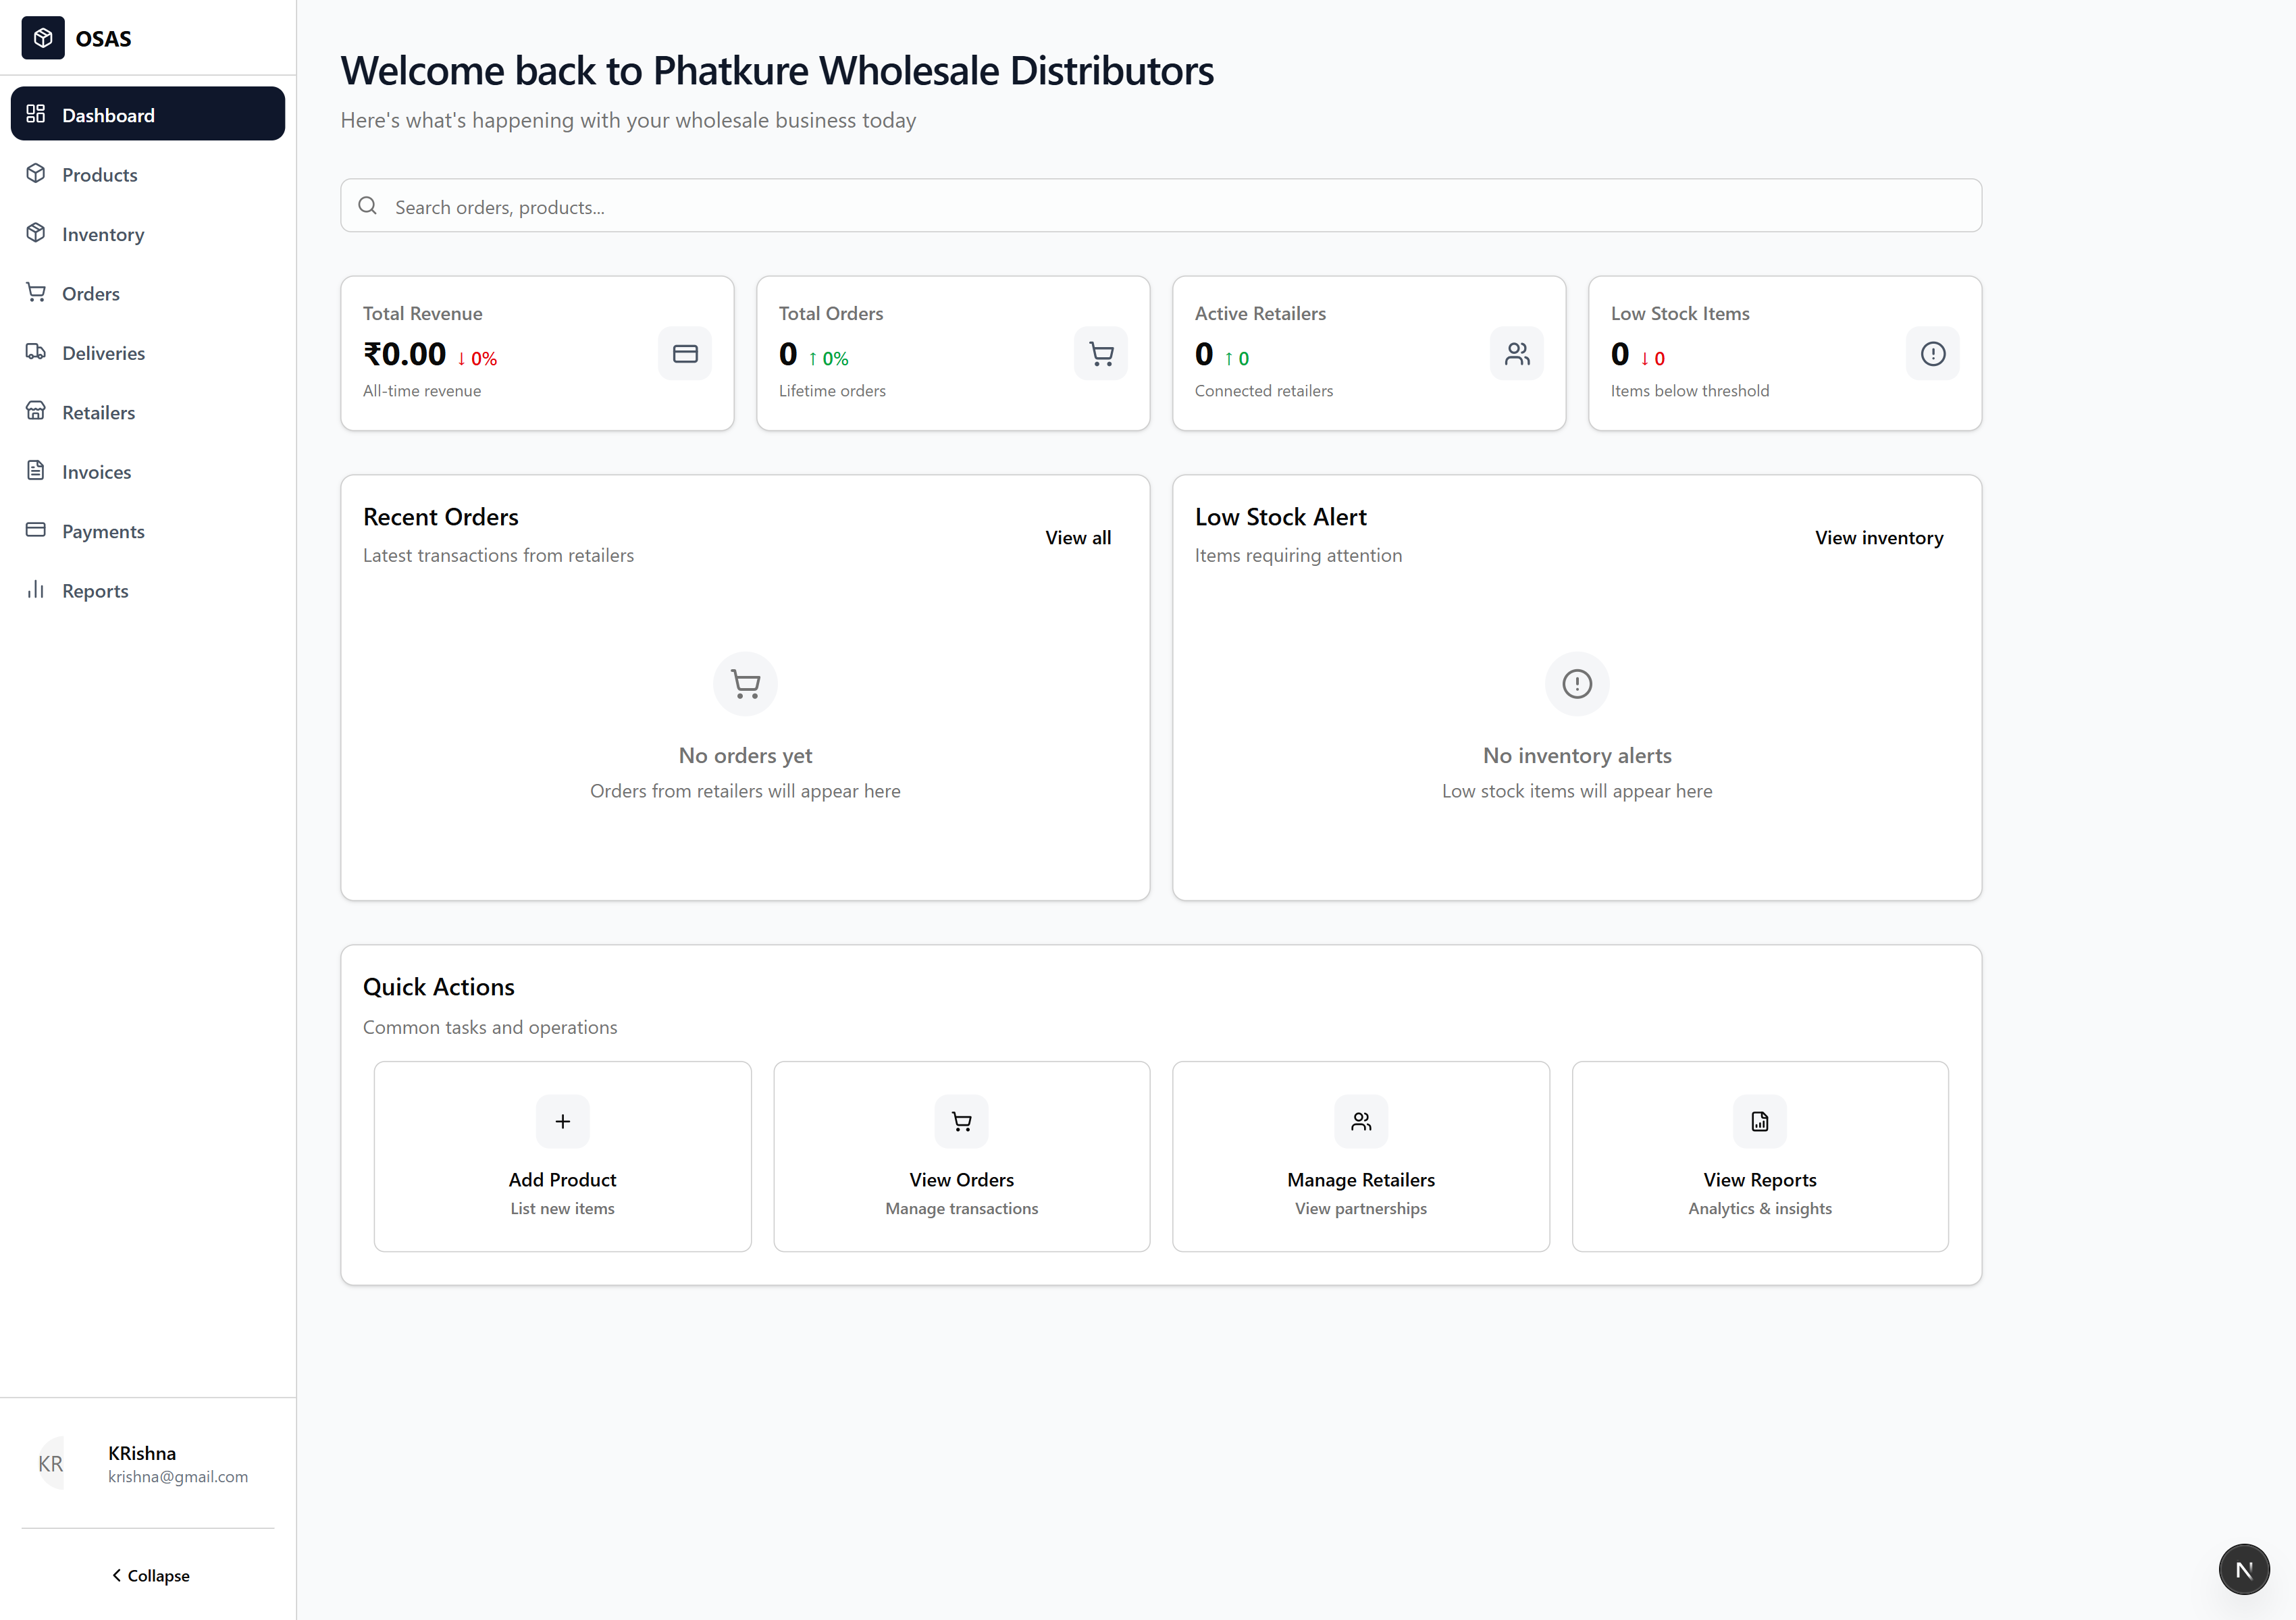 OSAS
Dashboard
Products
Inventory
Orders
Deliveries
Retailers
Invoices
Payments
Reports
KR
KRishna
krishna@gmail.com
Collapse
Welcome back to Phatkure Wholesale Distributors
Here's what's happening with your wholesale business today
Search orders, products...
Total Revenue
₹0.00 ↓ 0%
All-time revenue
Total Orders
0 ↑ 0%
Lifetime orders
Active Retailers
0 ↑ 0
Connected retailers
Low Stock Items
0 ↓ 0
Items below threshold
Recent Orders
Latest transactions from retailers
View all
No orders yet
Orders from retailers will appear here
Low Stock Alert
Items requiring attention
View inventory
No inventory alerts
Low stock items will appear here
Quick Actions
Common tasks and operations
Add Product
List new items
View Orders
Manage transactions
Manage Retailers
View partnerships
View Reports
Analytics & insights
N